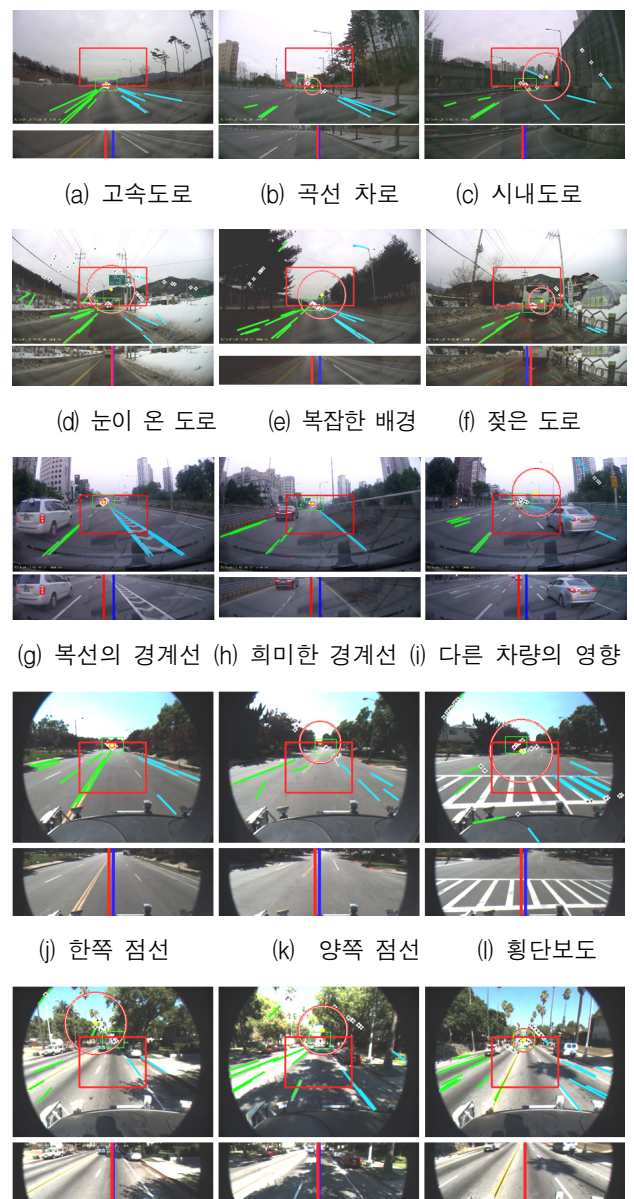 (a) 고속도로 (b) 곡선 차로 (c) 시내도로
(d) 눈이 온 도로 (e) 복잡한 배경 (f) 젖은 도로
(g) 복선의 경계선 (h) 희미한 경계선 (i) 다른 차량의 영향
(j) 한쪽 점선 (k) 양쪽 점선 (l) 횡단보도